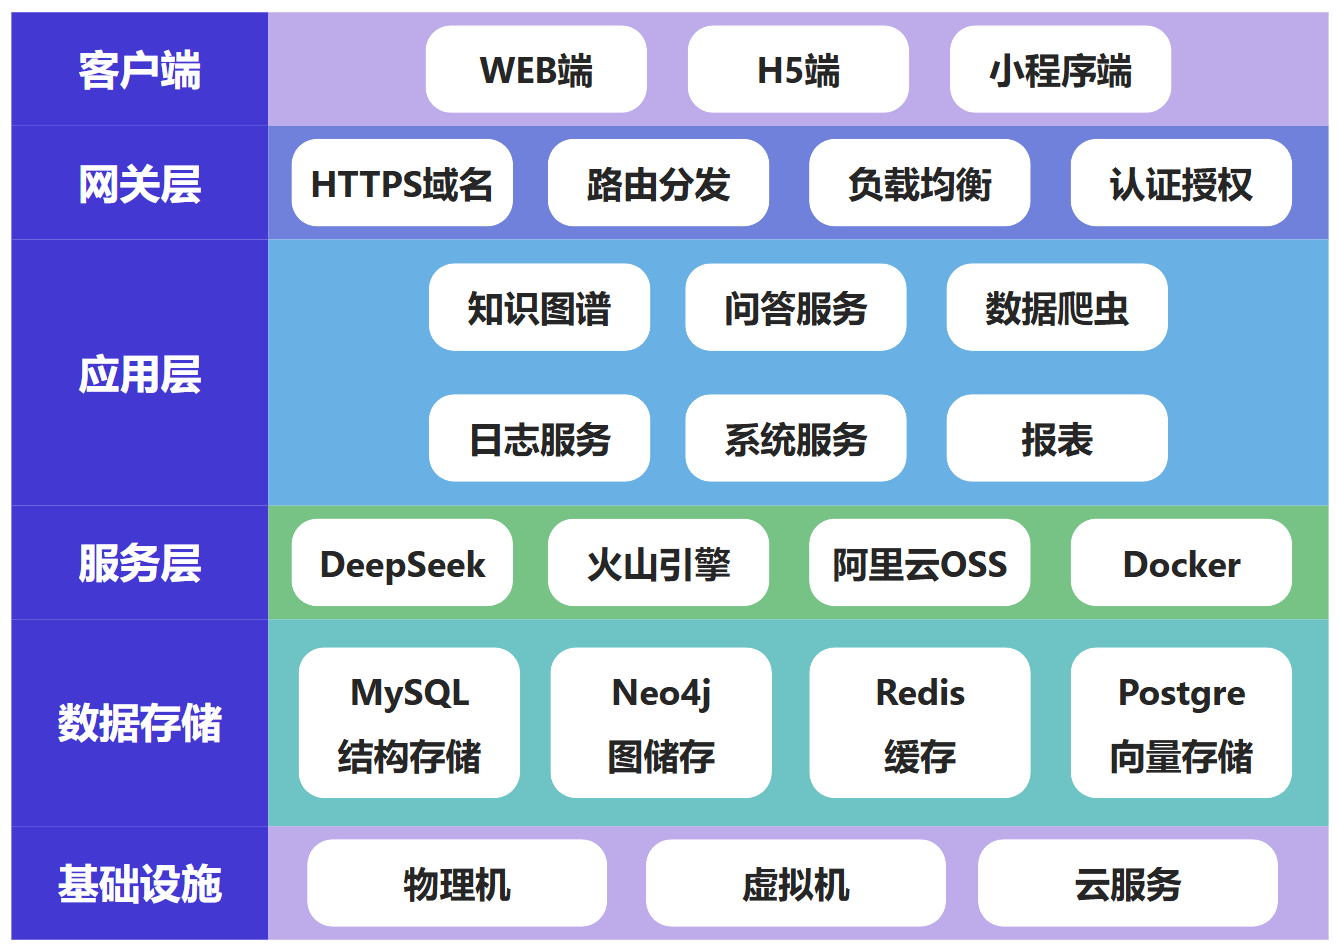 客户端
WEB端
H5端
小程序端
网关层
HTTPS域名
路由分发
负载均衡
认证授权
应用层
知识图谱
问答服务
数据爬虫
日志服务
系统服务
报表
服务层
DeepSeek
火山引擎
阿里云OSS
Docker
数据存储
MySQL
结构存储
Neo4j
图储存
Redis
缓存
Postgre
向量存储
基础设施
物理机
虚拟机
云服务